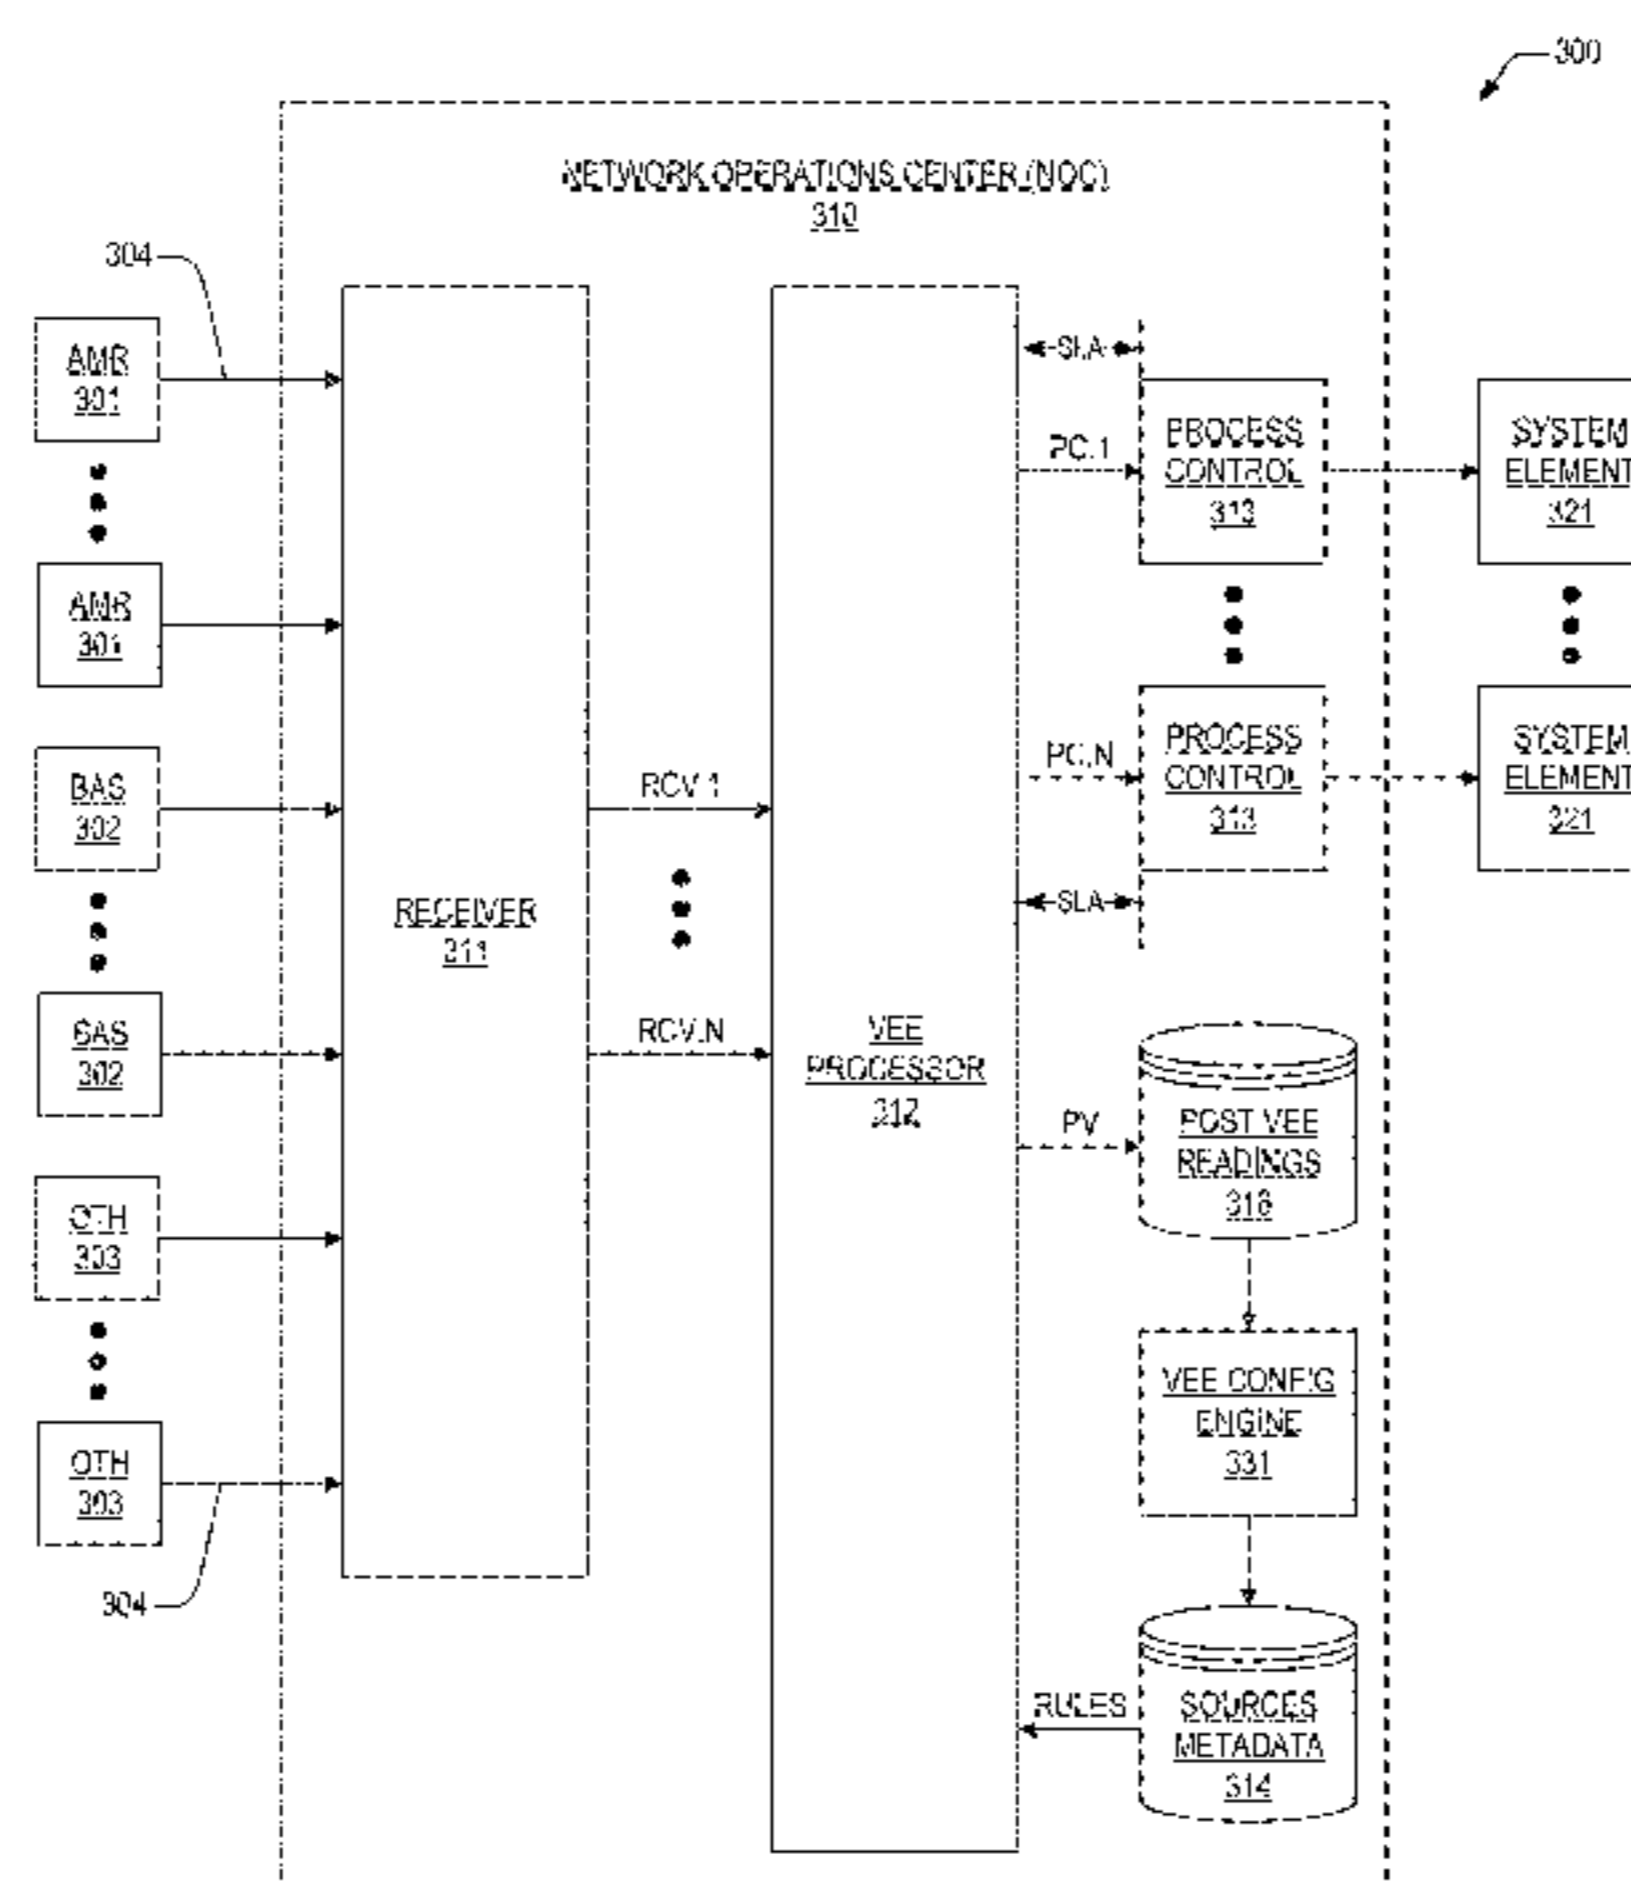 300
NETWORK OPERATIONS CENTER (NOC)
310
304
AMR
301
AMR
301
BAS
302
BAS
302
OTH
303
OTH
303
304
RECEIVER
311
RCV.1
RCV.N
VEE
PROCESSOR
312
SLA
PC.1
PROCESS
CONTROL
313
SYSTEM
ELEMENT
321
PC.N
PROCESS
CONTROL
313
SYSTEM
ELEMENT
321
SLA
PV
POST VEE
READINGS
316
VEE CONFIG
ENGINE
331
RULES
SOURCES
METADATA
314